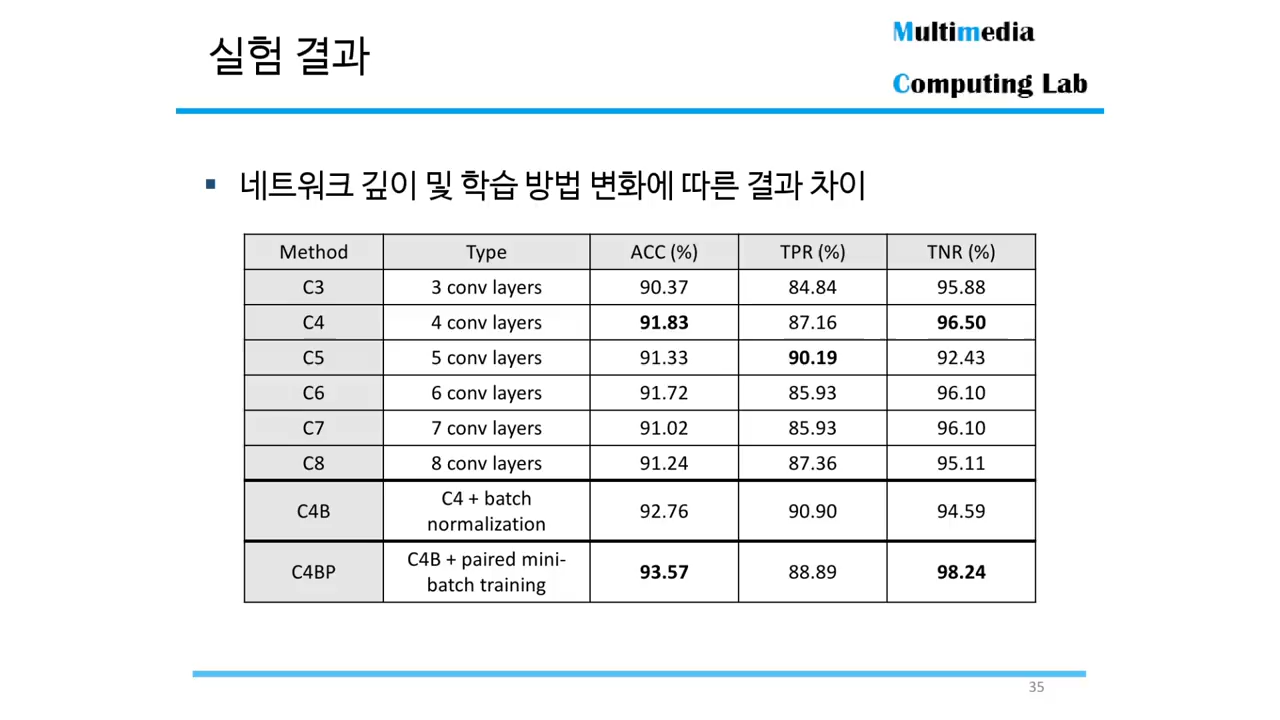 실험 결과
Multimedia
Computing Lab
네트워크 깊이 및 학습 방법 변화에 따른 결과 차이
Method Type ACC (%) TPR (%) TNR (%)
C3 3 conv layers 90.37 84.84 95.88
C4 4 conv layers 91.83 87.16 96.50
C5 5 conv layers 91.33 90.19 92.43
C6 6 conv layers 91.72 85.93 96.10
C7 7 conv layers 91.02 85.93 96.10
C8 8 conv layers 91.24 87.36 95.11
C4B C4 + batch
normalization 92.76 90.90 94.59
C4BP C4B + paired mini-
batch training 93.57 88.89 98.24
35